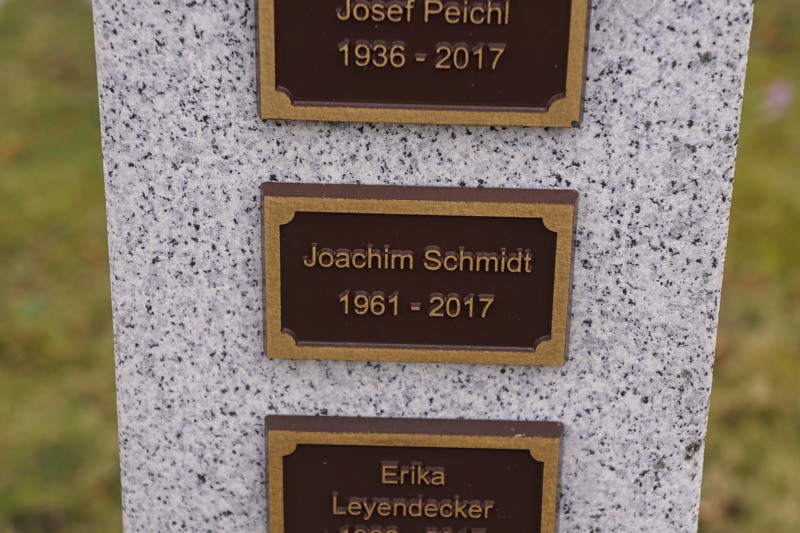 Josef Peichl
1936 - 2017
Joachim Schmidt
1961 - 2017
Erika
Leyendecker